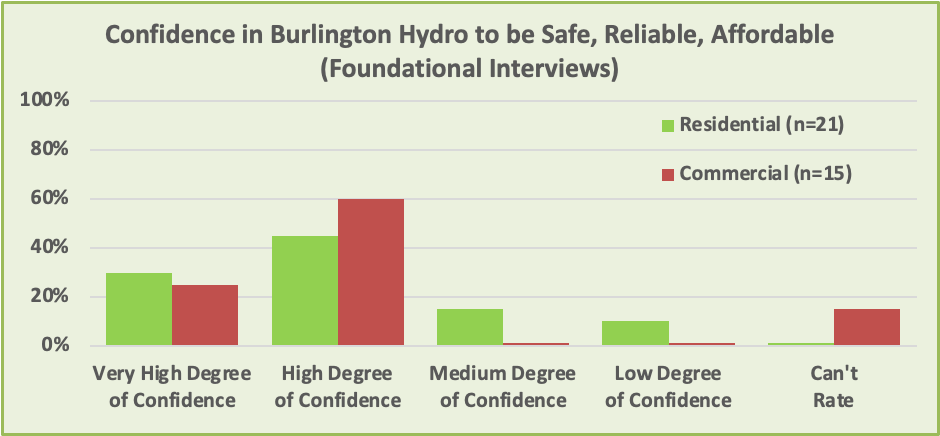 Confidence in Burlington Hydro to be Safe, Reliable, Affordable
(Foundational Interviews)
100%
80%
60%
40%
20%
0%
Residential (n=21)
Commercial (n=15)
Very High Degree
of Confidence
High Degree
of Confidence
Medium Degree
of Confidence
Low Degree
of Confidence
Can't
Rate